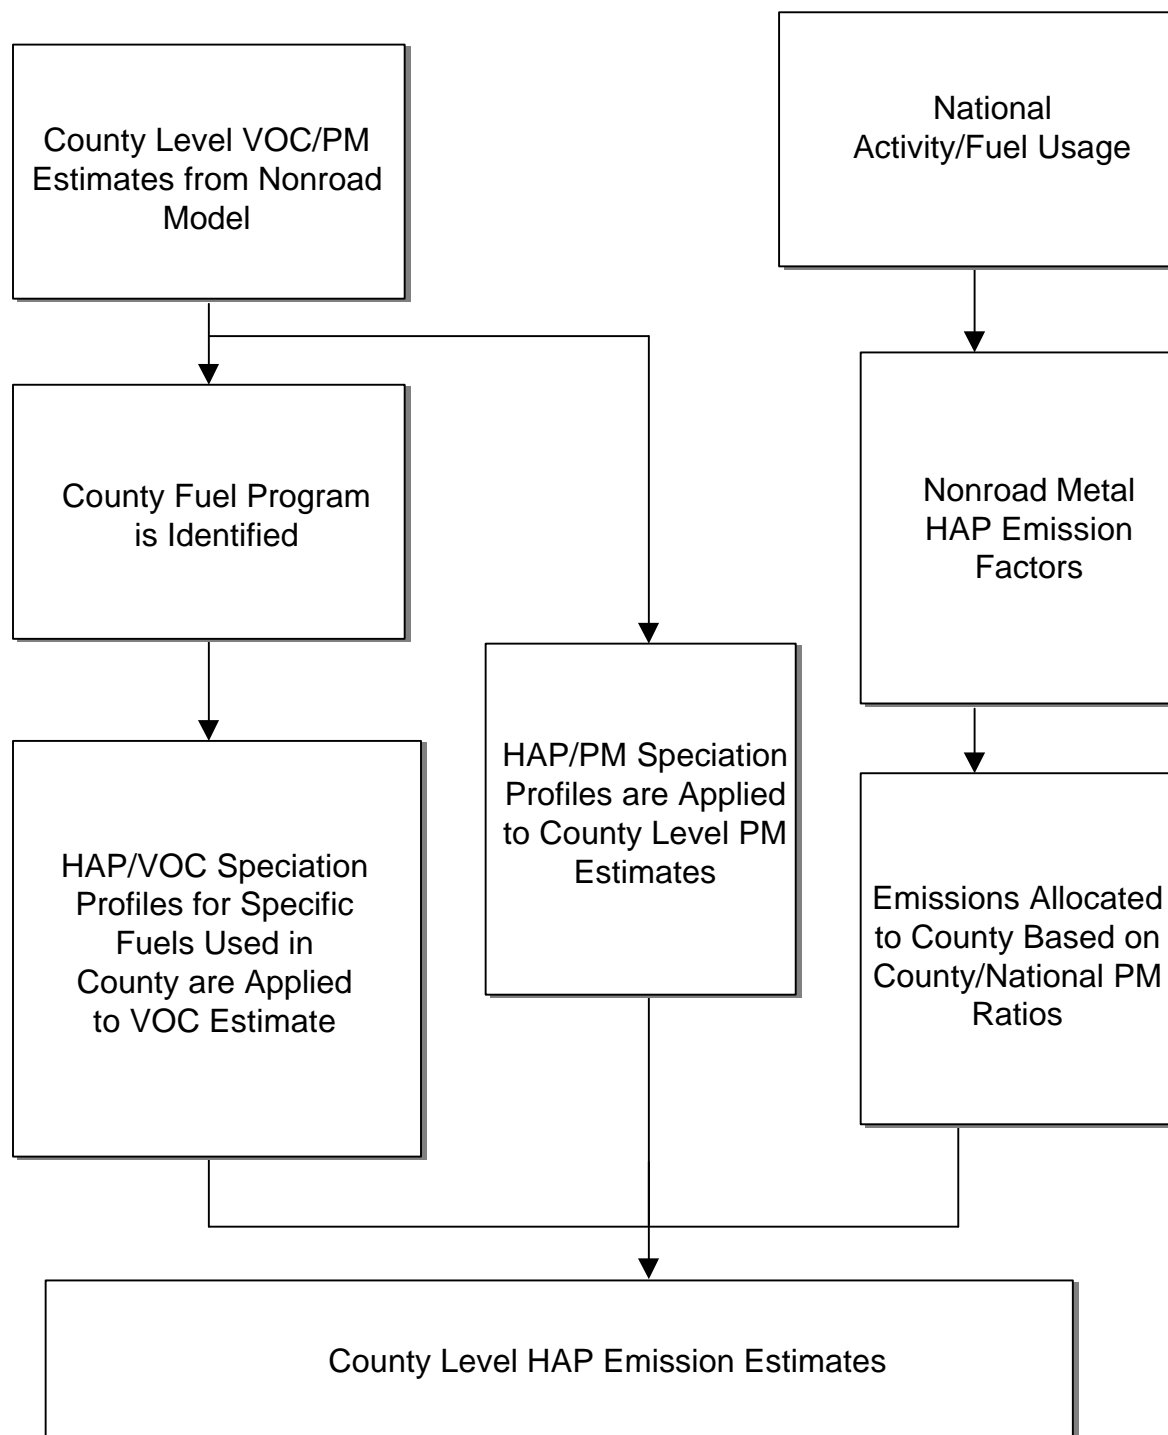 County Level VOC/PM
Estimates from Nonroad
Model
National
Activity/Fuel Usage
County Fuel Program
is Identified
Nonroad Metal
HAP Emission
Factors
HAP/VOC Speciation
Profiles for Specific
Fuels Used in
County are Applied
to VOC Estimate
HAP/PM Speciation
Profiles are Applied
to County Level PM
Estimates
Emissions Allocated
to County Based on
County/National PM
Ratios
County Level HAP Emission Estimates